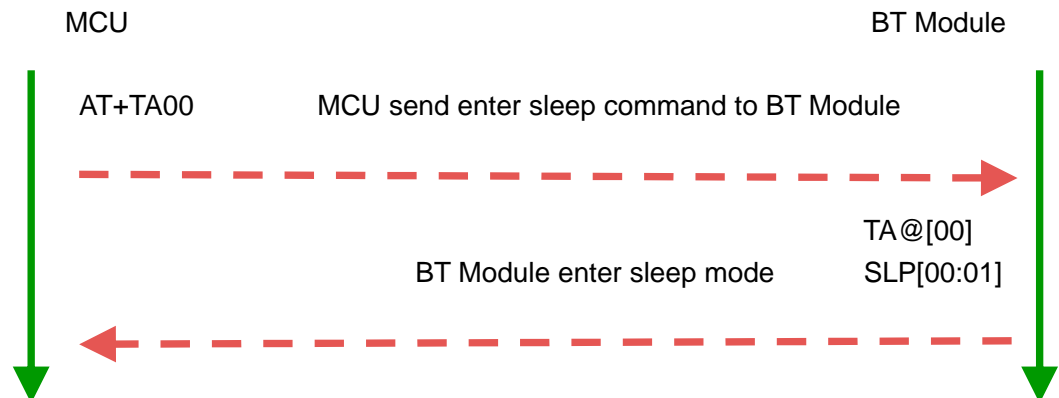 MCU BT Module
AT+TA00 MCU send enter sleep command to BT Module
TA@[00]
BT Module enter sleep mode SLP[00:01]